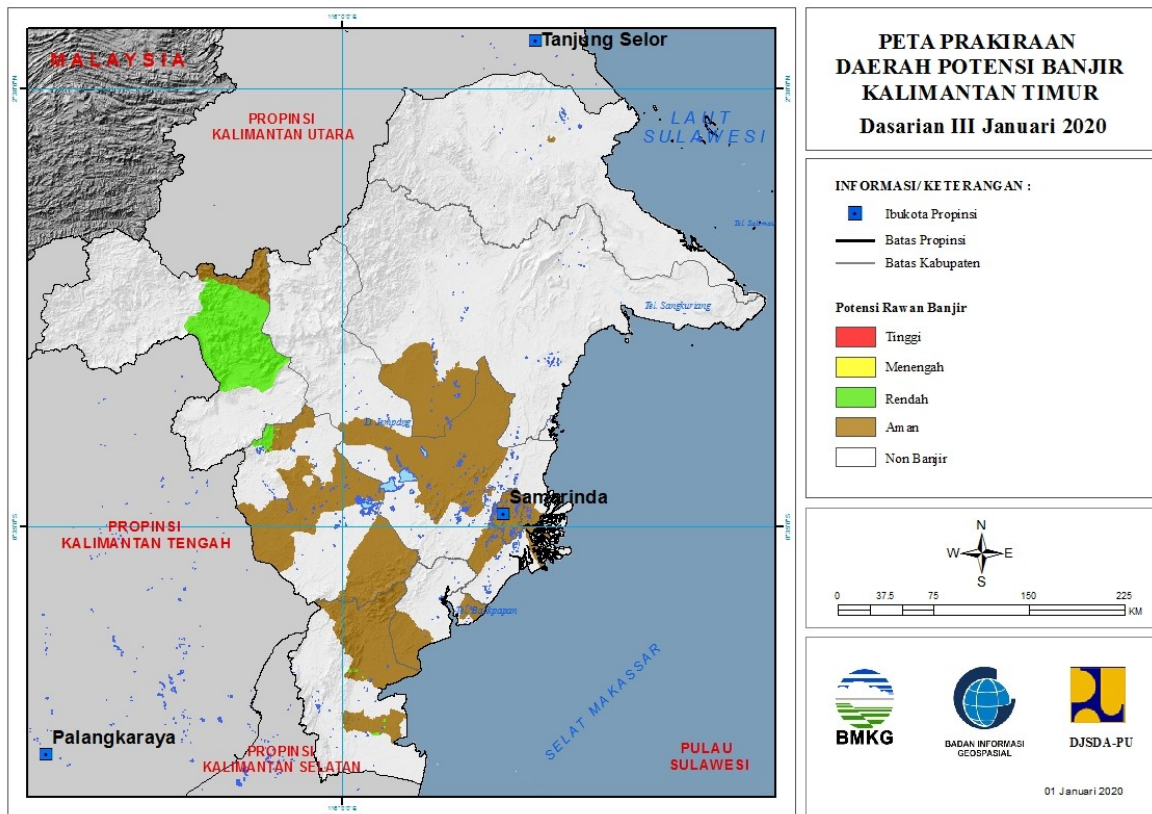 PETA PRAKIRAAN
DAERAH POTENSI BANJIR
KALIMANTAN TIMUR
Dasarian III Januari 2020
INFORMASI/KETERANGAN :
Ibukota Propinsi
Batas Propinsi
Batas Kabupaten
Potensi Rawan Banjir
Tinggi
Menengah
Rendah
Aman
Non Banjir
N
W E
S
0 37.5 75 150 225
KM
BMKG
BADAN INFORMASI
GEOSPASIAL
DJSDA-PU
01 Januari 2020
Tanjung Selor
MALAYSIA
PROPINSI
KALIMANTAN UTARA
LAUT
SULAWESI
Tel. Sangkuriang
D. Jempang
Samarinda
PROPINSI
KALIMANTAN TENGAH
Tel. Balikpapan
SELAT MAKASSAR
Palangkaraya
PROPINSI
KALIMANTAN SELATAN
PULAU
SULAWESI